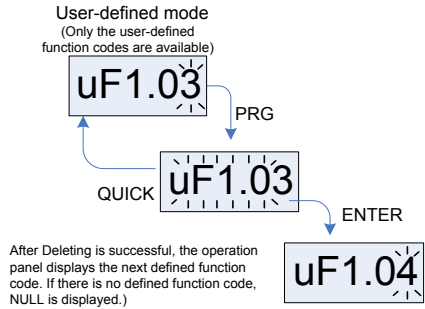 User-defined mode
(Only the user-defined
function codes are available)
uF1.03
PRG
uF1.03
QUICK
ENTER
uF1.04
After Deleting is successful, the operation
panel displays the next defined function
code. If there is no defined function code,
NULL is displayed.)